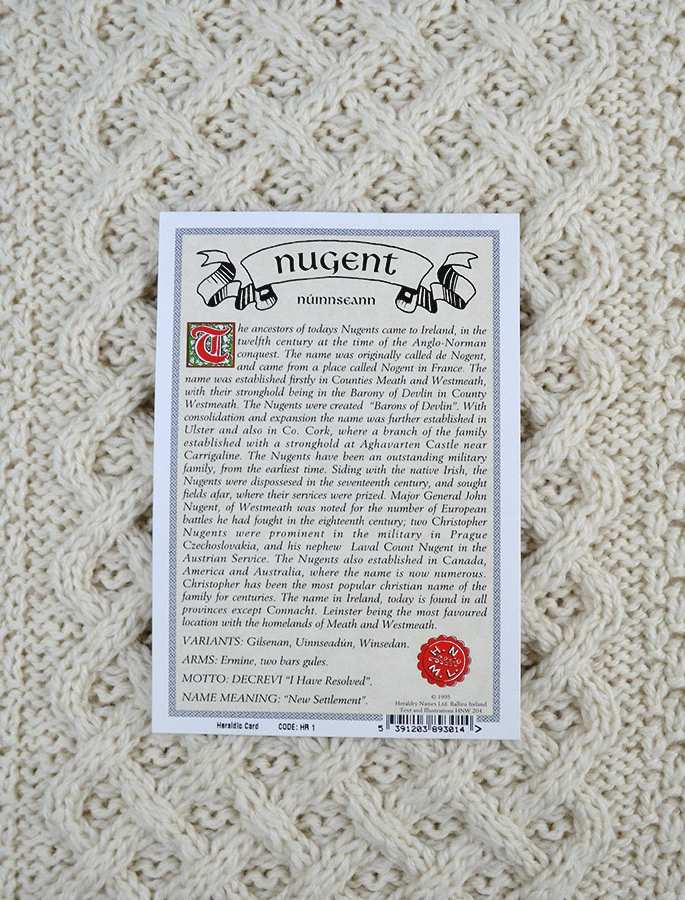 NUGENT
NÚINNSEANN
The ancestors of todays Nugents came to Ireland, in the
twelfth century at the time of the Anglo-Norman
conquest. The name was originally called de Nogent,
and came from a place called Nogent in France. The
name was established firstly in Counties Meath and Westmeath,
with their stronghold being in the Barony of Devlin in County
Westmeath. The Nugents were created "Barons of Devlin". With
consolidation and expansion the name was further established in
Ulster and also in Co. Cork, where a branch of the family
established with a stronghold at Aghavarten Castle near
Carrigaline. The Nugents have been an outstanding military
family, from the earliest time. Siding with the native Irish, the
Nugents were dispossesed in the seventeenth century, and sought
fields afar, where their services were prized. Major General John
Nugent, of Westmeath was noted for the number of European
battles he had fought in the eighteenth century; two Christopher
Nugents were prominent in the military in Prague
Czechoslovakia, and his nephew Laval Count Nugent in the
Austrian Service. The Nugents also established in Canada,
America and Australia, where the name is now numerous.
Christopher has been the most popular christian name of the
family for centuries. The name in Ireland, today is found in all
provinces except Connacht. Leinster being the most favoured
location with the homelands of Meath and Westmeath.
VARIANTS: Gilsenan, Uinnseadún, Winsedan.
ARMS: Ermine, two bars gules.
MOTTO: DECREVI "I Have Resolved".
NAME MEANING: "New Settlement".
H. N.
M. L.
© 1995
Heraldry Names Ltd. Ballina Ireland
Text and Illustrations HNW 204
Heraldic Card CODE: HR 1
5 391203 893014 >